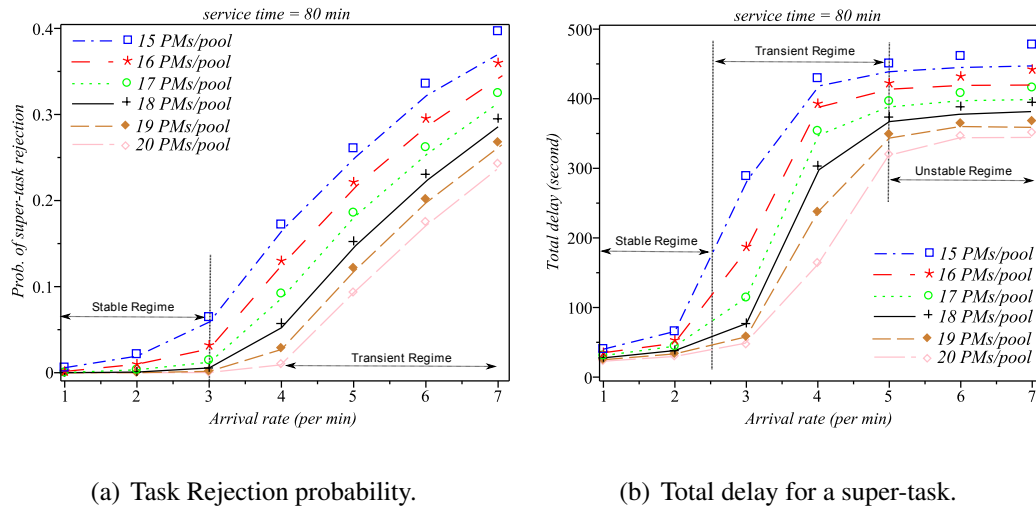 service time = 80 min
0.4
0.3
0.2
0.1
0
Prob. of super-task rejection
15 PMs/pool
16 PMs/pool
17 PMs/pool
18 PMs/pool
19 PMs/pool
20 PMs/pool
Stable Regime
Transient Regime
1 2 3 4 5 6 7
Arrival rate (per min)
(a) Task Rejection probability.
service time = 80 min
500
400
300
200
100
0
Total delay (second)
Transient Regime
Unstable Regime
Stable Regime
15 PMs/pool
16 PMs/pool
17 PMs/pool
18 PMs/pool
19 PMs/pool
20 PMs/pool
1 2 3 4 5 6 7
Arrival rate (per min)
(b) Total delay for a super-task.